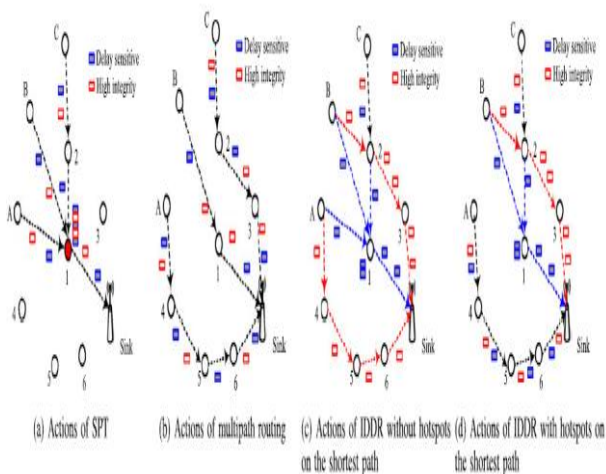 C
Delay sensitive
High integrity
B
2
A
3
1
4
Sink
5
6
(a) Actions of SPT
C
Delay sensitive
High integrity
B
2
A
3
1
4
Sink
5
6
(b) Actions of multipath routing
C
Delay sensitive
High integrity
B
2
A
3
1
4
Sink
5
6
(c) Actions of IDDR without hotspots
on the shortest path
C
Delay sensitive
High integrity
B
2
A
3
1
4
Sink
5
6
(d) Actions of IDDR with hotspots on
the shortest path